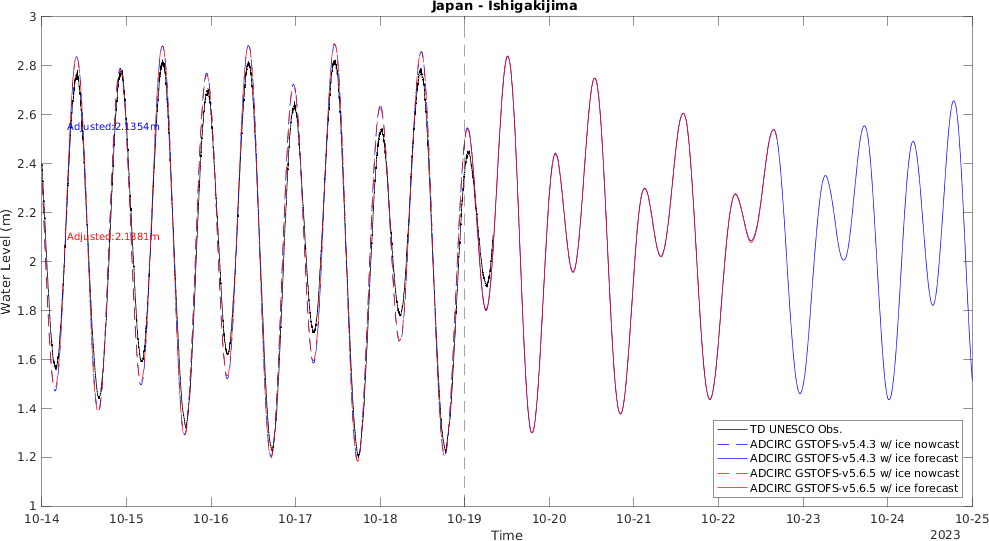 Japan - Ishigakijima
Water Level (m)
3
2.8
2.6
2.4
2.2
2
1.8
1.6
1.4
1.2
1
Adjusted:2.1354m
Adjusted:2.1381m
TD UNESCO Obs.
ADCIRC GSTOFS-v5.4.3 w/ ice nowcast
ADCIRC GSTOFS-v5.4.3 w/ ice forecast
ADCIRC GSTOFS-v5.6.5 w/ ice nowcast
ADCIRC GSTOFS-v5.6.5 w/ ice forecast
10-14 10-15 10-16 10-17 10-18 10-19 10-20 10-21 10-22 10-23 10-24 10-25
Time
2023